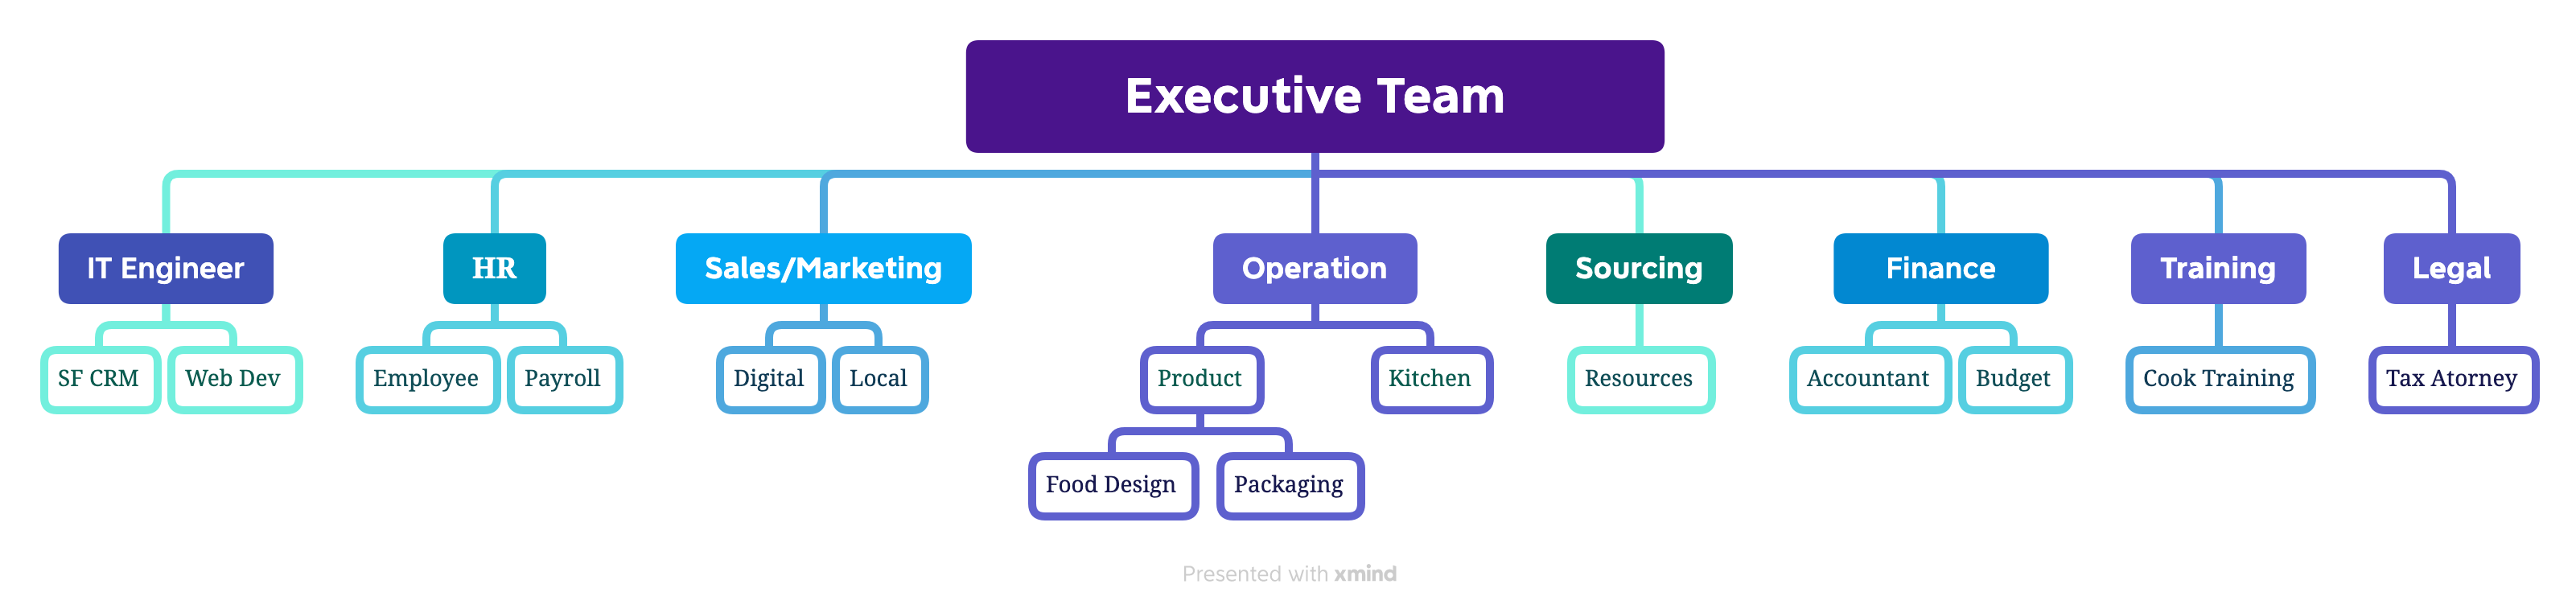 Executive Team
IT Engineer
HR
Sales/Marketing
Operation
Sourcing
Finance
Training
Legal
SF CRM
Web Dev
Employee
Payroll
Digital
Local
Product
Kitchen
Resources
Accountant
Budget
Cook Training
Tax Atorney
Food Design
Packaging
Presented with xmind